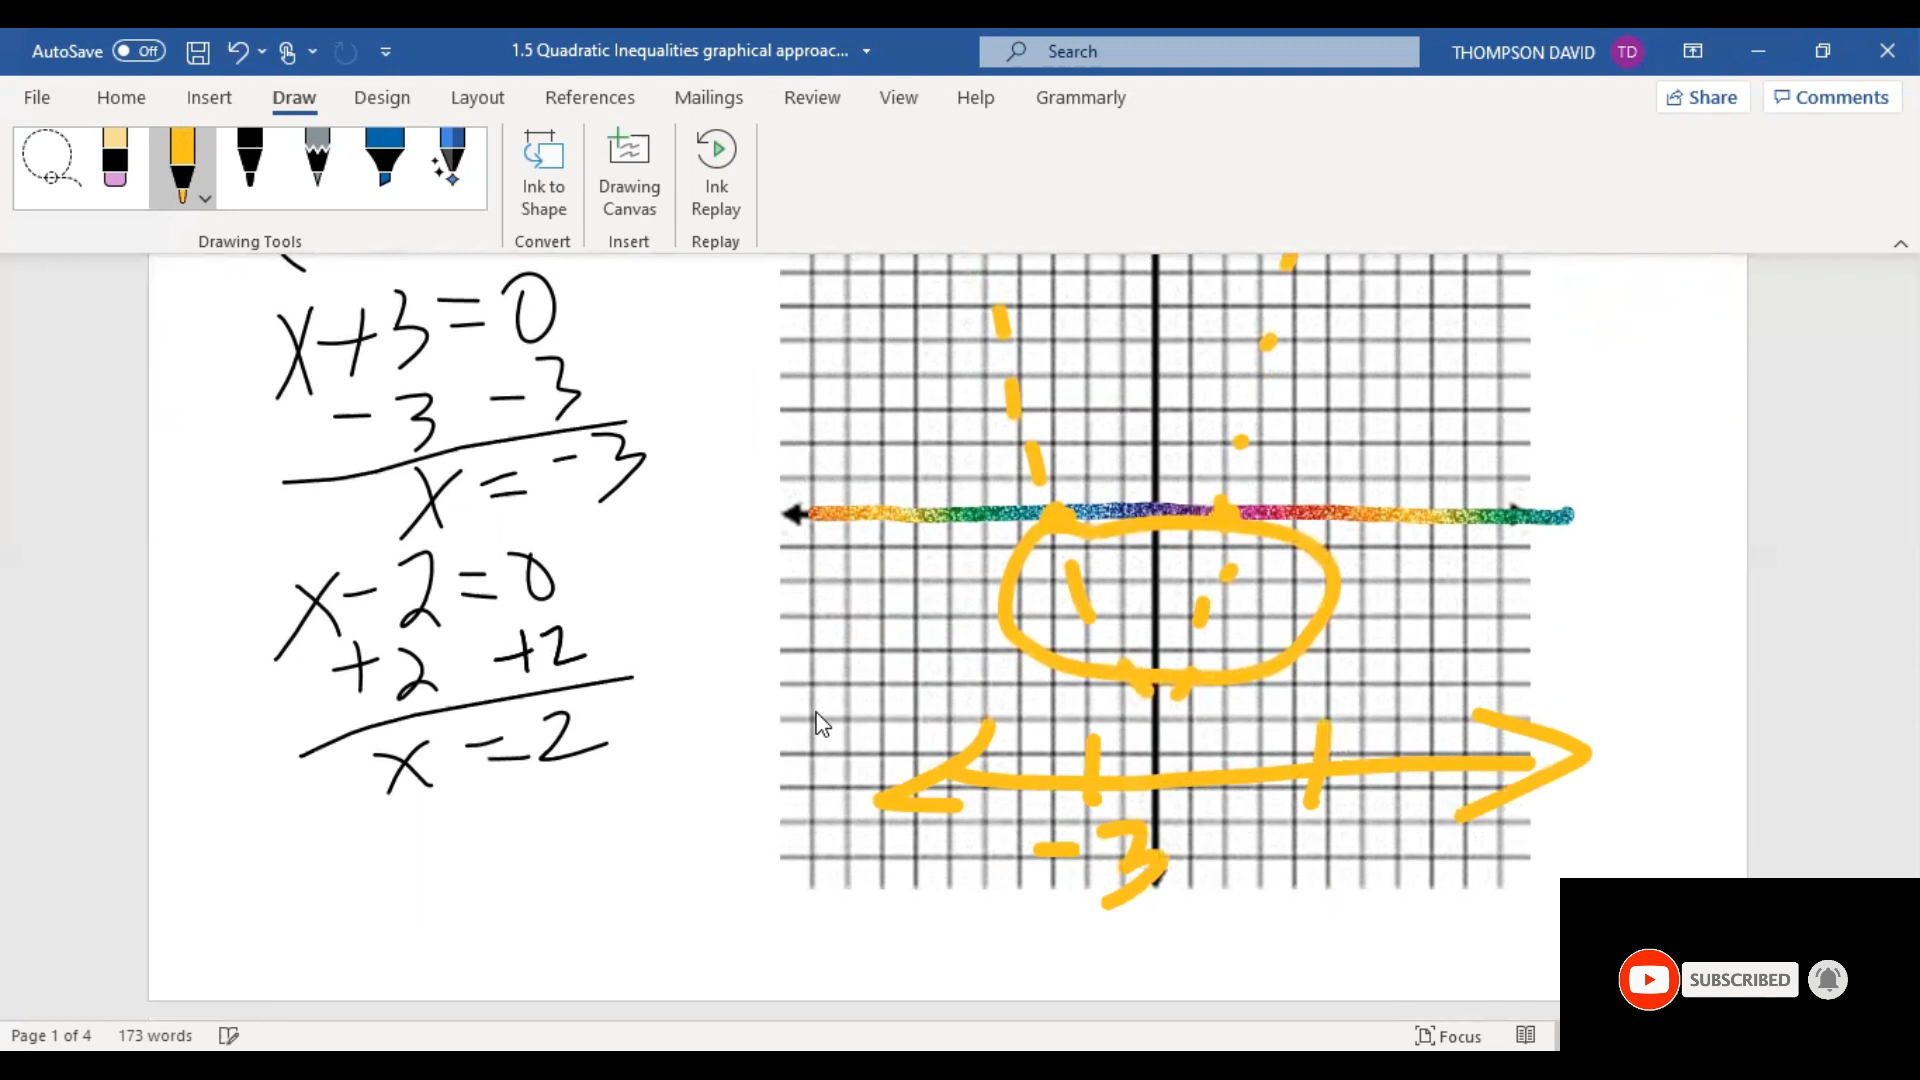 AutoSave Off
1.5 Quadratic Inequalities graphical approac...
Search
THOMPSON DAVID TD
File Home Insert Draw Design Layout References Mailings Review View Help Grammarly
Share Comments
Ink to Shape
Drawing Canvas
Ink Replay
Drawing Tools Convert Insert Replay
x+3=0
-3 -3
x=-3
x-2=0
+2 +2
x=2
-3
SUBSCRIBED
Page 1 of 4 173 words
Focus